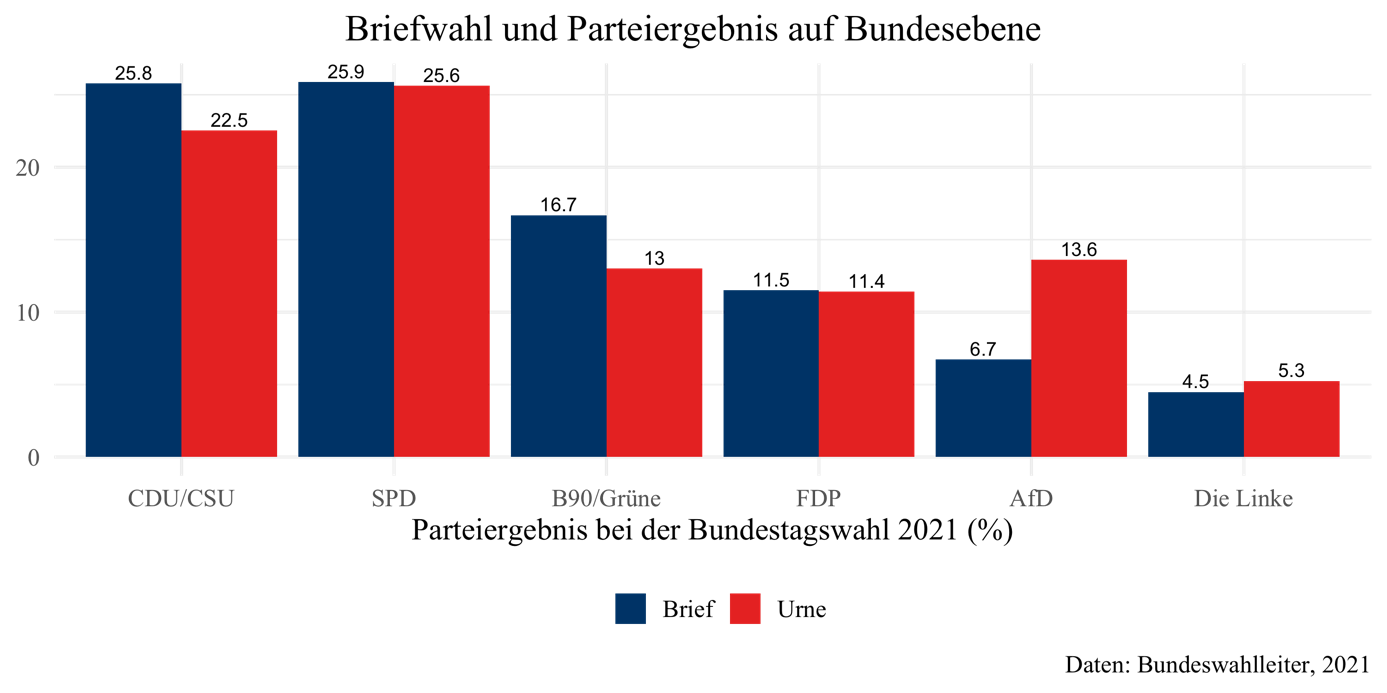 Briefwahl und Parteiergebnis auf Bundesebene
25.8 22.5 25.9 25.6 16.7 13 11.5 11.4 6.7 13.6 4.5 5.3
20
10
0
CDU/CSU SPD B90/Grüne FDP AfD Die Linke
Parteiergebnis bei der Bundestagswahl 2021 (%)
Brief Urne
Daten: Bundeswahlleiter, 2021